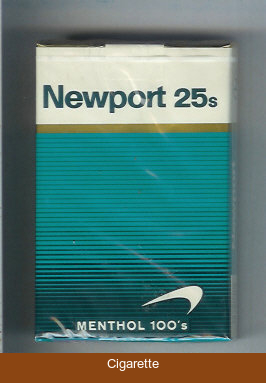 Newport 25s
MENTHOL 100's
Cigarette